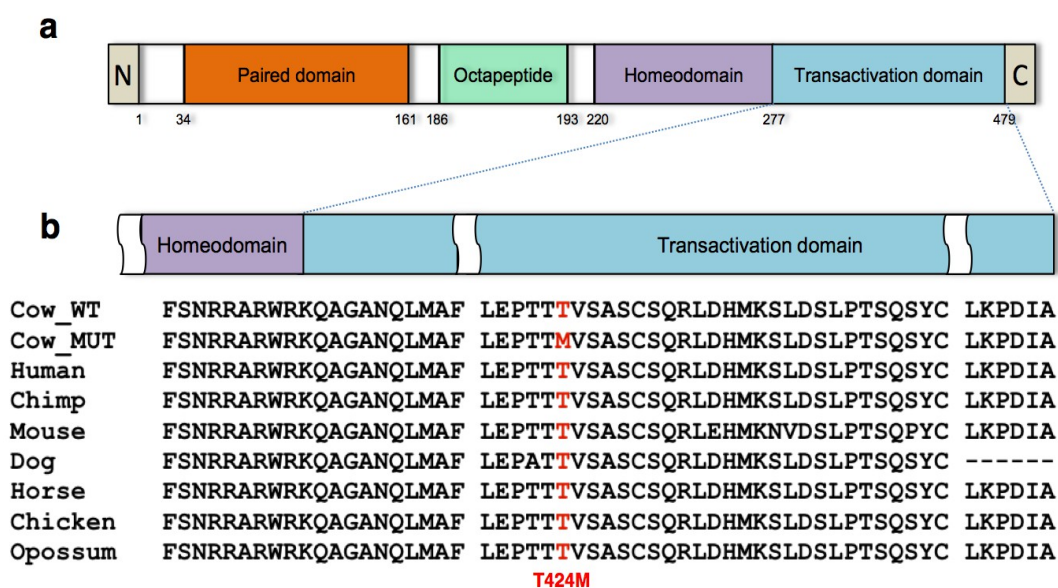 a
N Paired domain Octapeptide Homeodomain Transactivation domain C
1 34 161 186 193 220 277 479
b
Homeodomain Transactivation domain
Cow_WT FSNRRARWRKQAGANQLMAF LEPTTTVSASCSQRLDHMKSLDSLPTSQSYC LKPDIA
Cow_MUT FSNRRARWRKQAGANQLMAF LEPTTMVSASCSQRLDHMKSLDSLPTSQSYC LKPDIA
Human FSNRRARWRKQAGANQLMAF LEPTTTVSASCSQRLDHMKSLDSLPTSQSYC LKPDIA
Chimp FSNRRARWRKQAGANQLMAF LEPTTTVSASCSQRLDHMKSLDSLPTSQSYC LKPDIA
Mouse FSNRRARWRKQAGANQLMAF LEPTTTVSASCSQRLEHMKNVDSLPTSQPYC LKPDIA
Dog FSNRRARWRKQAGANQLMAF LEPATTVSASCSQRLDHMKSLDSLPTSQSYC ------
Horse FSNRRARWRKQAGANQLMAF LEPTTTVSASCSQRLDHMKSLDSLPTSQSYC LKPDIA
Chicken FSNRRARWRKQAGANQLMAF LEPTTTVSASCSQRLDHMKSLDSLPTSQSYC LKPDIA
Opossum FSNRRARWRKQAGANQLMAF LEPTTTVSASCSQRLDHMKSLDSLPTSQSYC LKPDIA
T424M